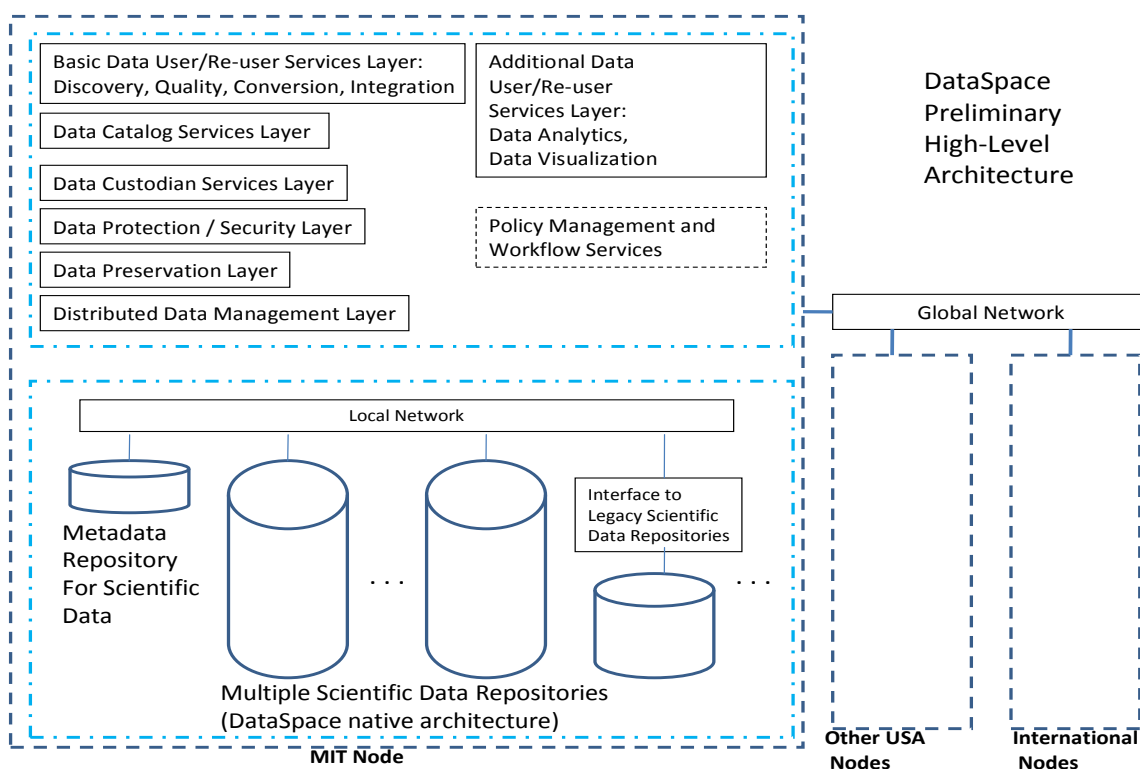 Basic Data User/Re-user Services Layer:
Discovery, Quality, Conversion, Integration
Data Catalog Services Layer
Data Custodian Services Layer
Data Protection / Security Layer
Data Preservation Layer
Distributed Data Management Layer
Additional Data
User/Re-user
Services Layer:
Data Analytics,
Data Visualization
Policy Management and
Workflow Services
DataSpace
Preliminary
High-Level
Architecture
Global Network
Local Network
Metadata
Repository
For Scientific
Data
. . .
Interface to
Legacy Scientific
Data Repositories
. . .
Multiple Scientific Data Repositories
(DataSpace native architecture)
MIT Node
Other USA
Nodes
International
Nodes